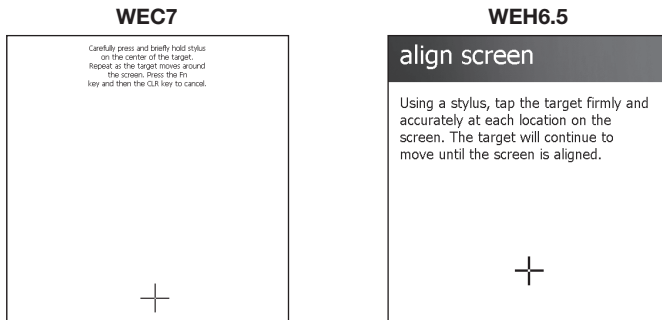 WEC7
Carefully press and briefly hold stylus
on the center of the target.
Repeat as the target moves around
the screen. Press the Fn
key and then the CLR key to cancel.
WEH6.5
align screen
Using a stylus, tap the target firmly and
accurately at each location on the
screen. The target will continue to
move until the screen is aligned.